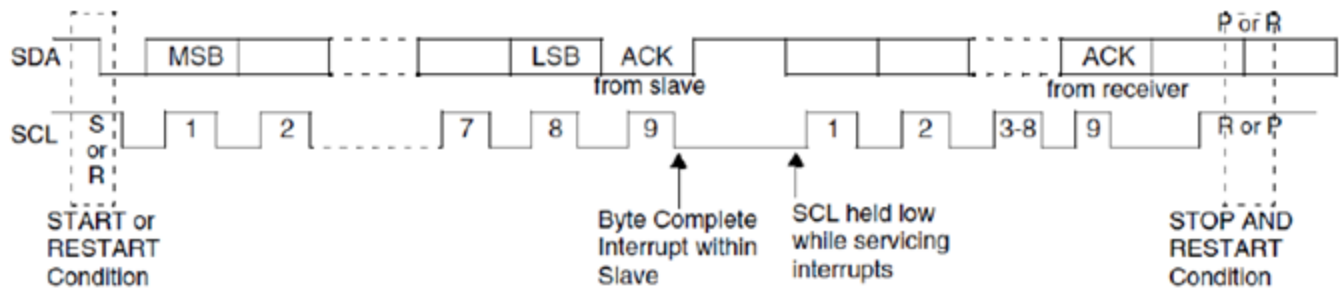 P or R
SDA MSB LSB ACK ACK
from slave from receiver
SCL S or R 1 2 7 8 9 1 2 3-8 9 R or P
START or
RESTART
Condition
Byte Complete
Interrupt within
Slave
SCL held low
while servicing
interrupts
STOP AND
RESTART
Condition